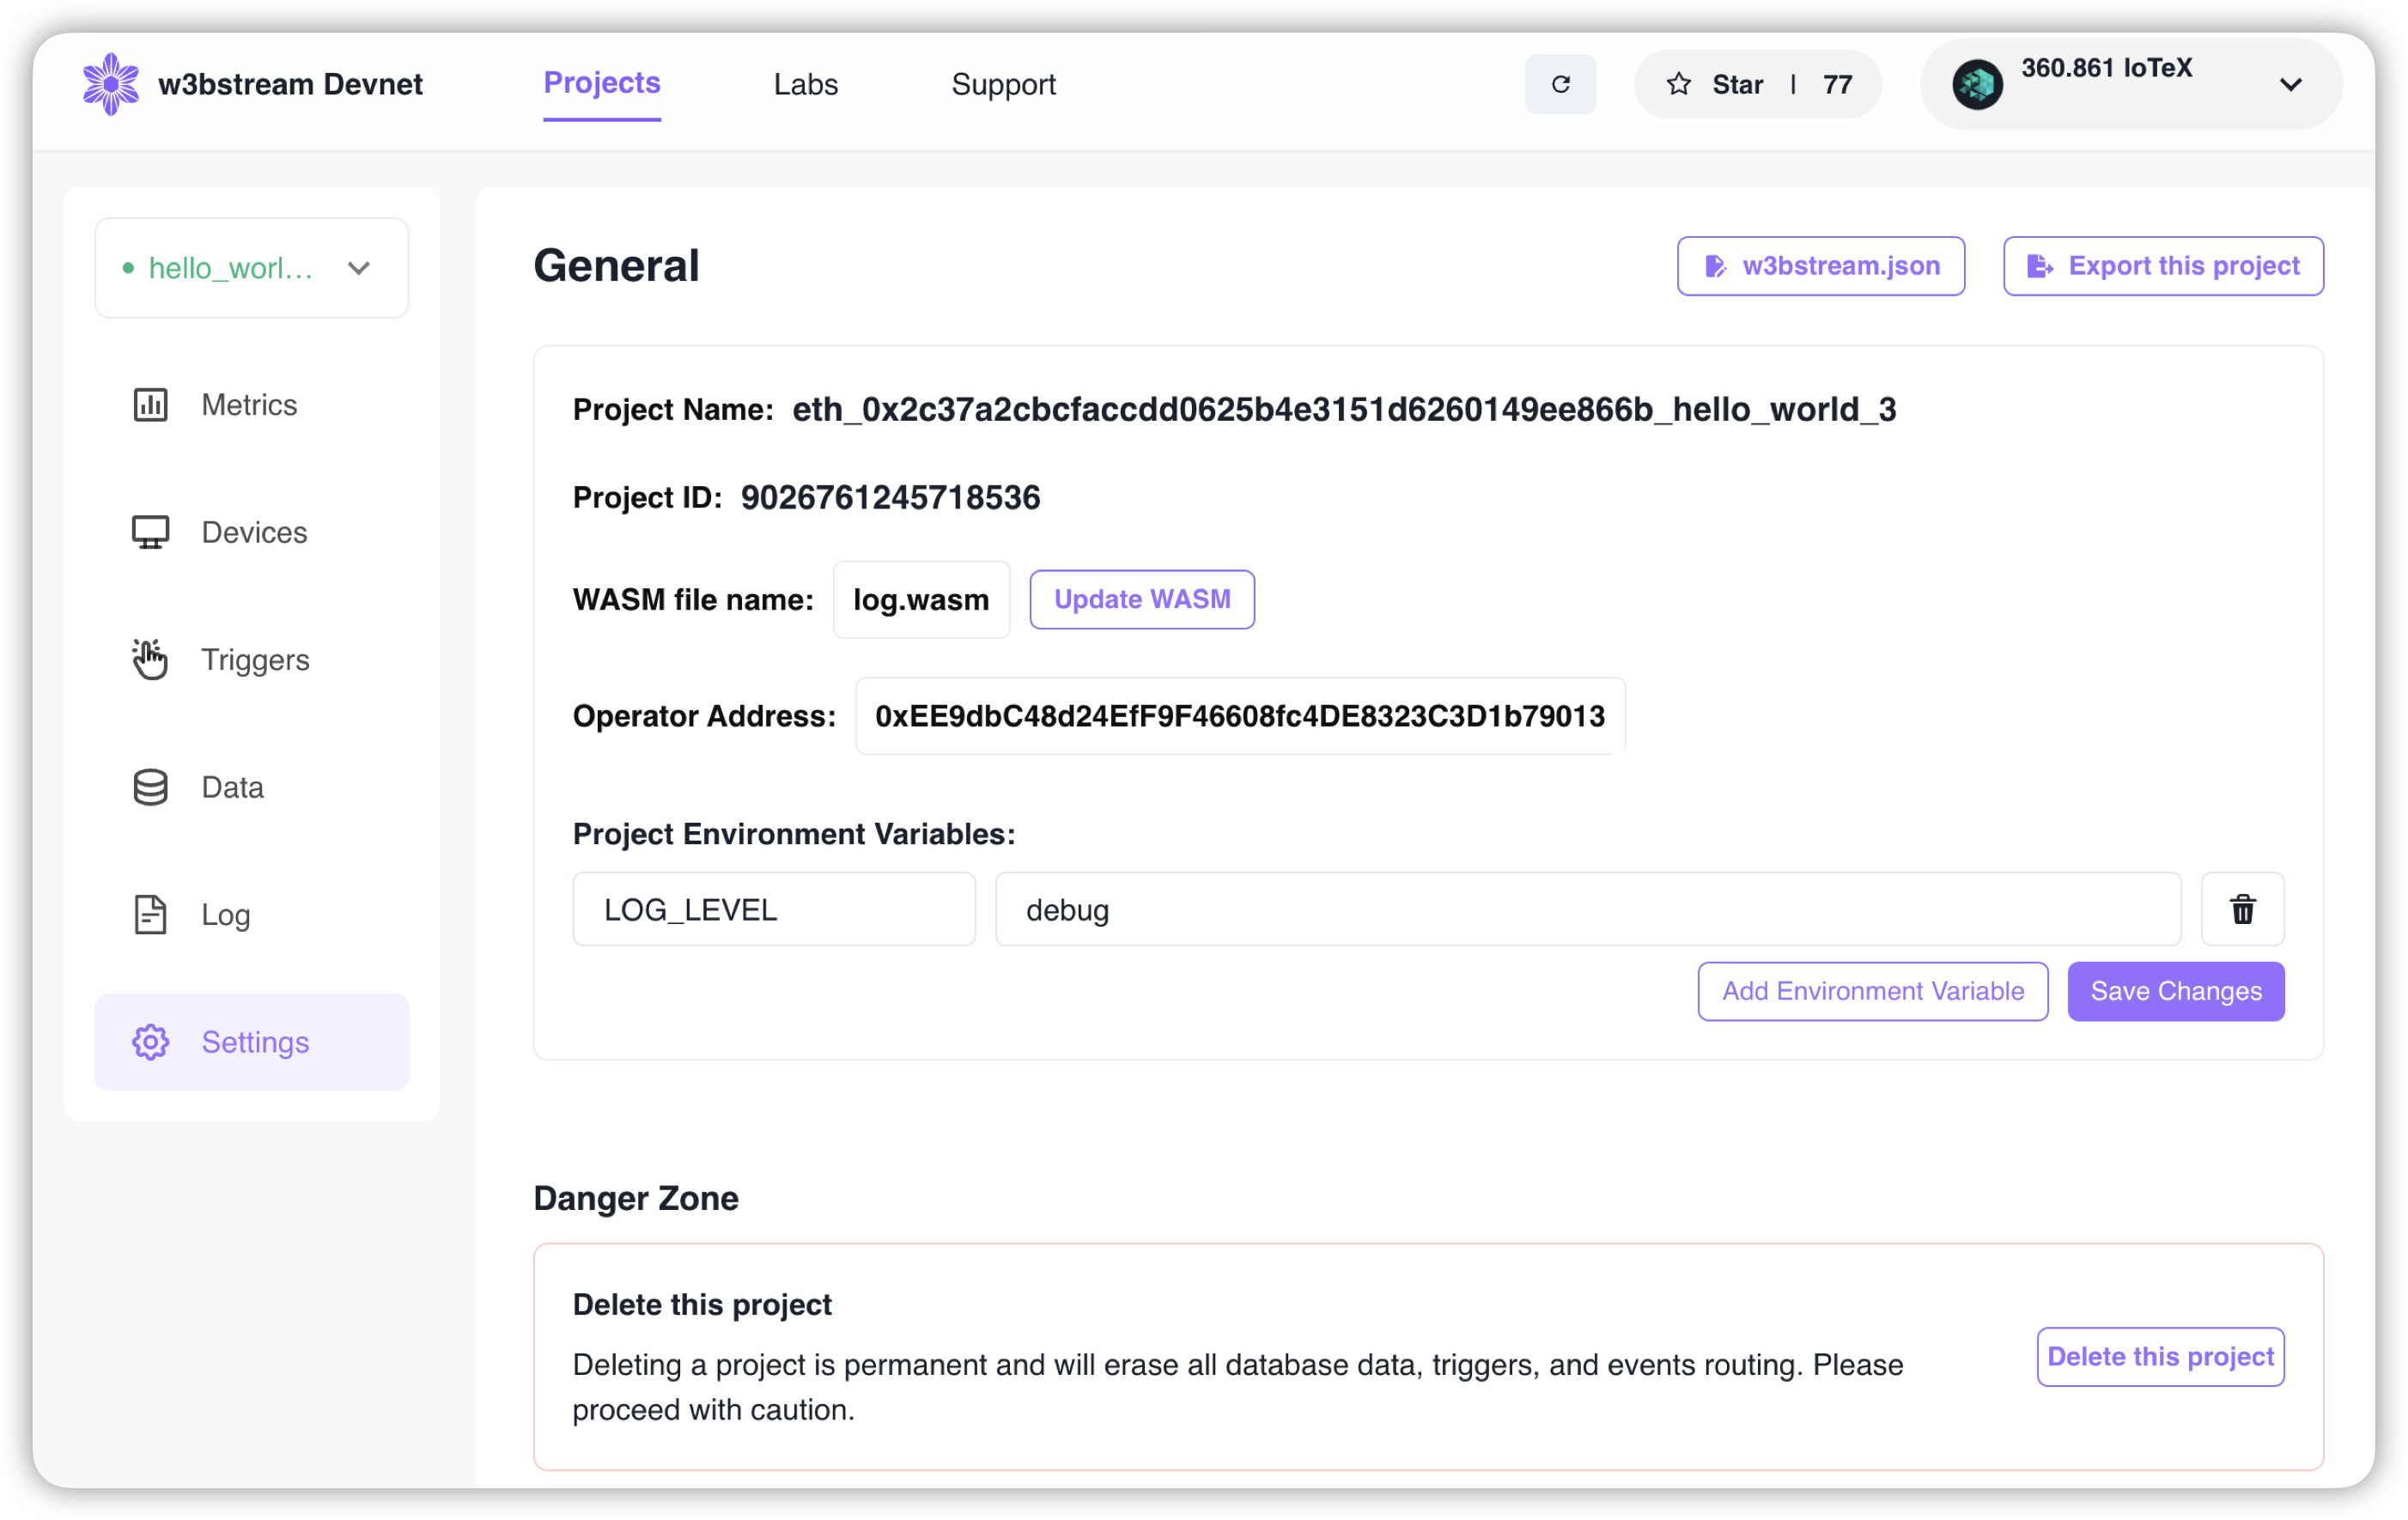 w3bstream Devnet
Projects
Labs
Support
Star | 77
360.861 IoTeX
hello_worl...
Metrics
Devices
Triggers
Data
Log
Settings
General
w3bstream.json
Export this project
Project Name: eth_0x2c37a2cbcfaccdd0625b4e3151d6260149ee866b_hello_world_3
Project ID: 9026761245718536
WASM file name: log.wasm Update WASM
Operator Address: 0xEE9dbC48d24EfF9F46608fc4DE8323C3D1b79013
Project Environment Variables:
LOG_LEVEL debug
Add Environment Variable
Save Changes
Danger Zone
Delete this project
Deleting a project is permanent and will erase all database data, triggers, and events routing. Please
proceed with caution.
Delete this project